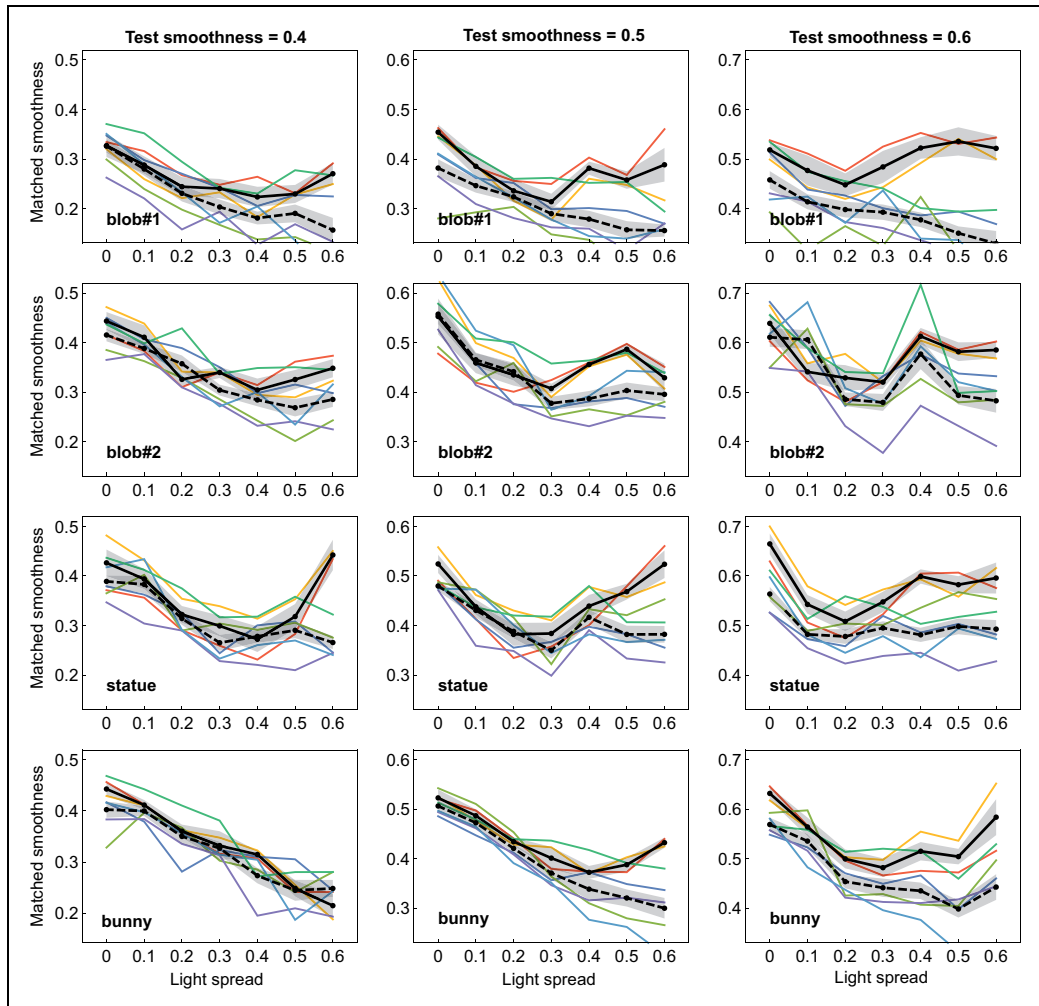 Test smoothness = 0.4 Test smoothness = 0.5 Test smoothness = 0.6
Matched smoothness
0.5 0.6 0.7
0.4 0.5 0.6
0.3 0.4 0.5
0.2 0.3 0.4
blob#1 blob#1 blob#1
0 0.1 0.2 0.3 0.4 0.5 0.6 0 0.1 0.2 0.3 0.4 0.5 0.6 0 0.1 0.2 0.3 0.4 0.5 0.6
Matched smoothness
0.5 0.6 0.7
0.4 0.5 0.6
0.3 0.4 0.5
0.2 0.3 0.4
blob#2 blob#2 blob#2
0 0.1 0.2 0.3 0.4 0.5 0.6 0 0.1 0.2 0.3 0.4 0.5 0.6 0 0.1 0.2 0.3 0.4 0.5 0.6
Matched smoothness
0.5 0.6 0.7
0.4 0.5 0.6
0.3 0.4 0.5
0.2 0.3 0.4
statue statue statue
0 0.1 0.2 0.3 0.4 0.5 0.6 0 0.1 0.2 0.3 0.4 0.5 0.6 0 0.1 0.2 0.3 0.4 0.5 0.6
Matched smoothness
0.5 0.6 0.7
0.4 0.5 0.6
0.3 0.4 0.5
0.2 0.3 0.4
bunny bunny bunny
0 0.1 0.2 0.3 0.4 0.5 0.6 0 0.1 0.2 0.3 0.4 0.5 0.6 0 0.1 0.2 0.3 0.4 0.5 0.6
Light spread Light spread Light spread